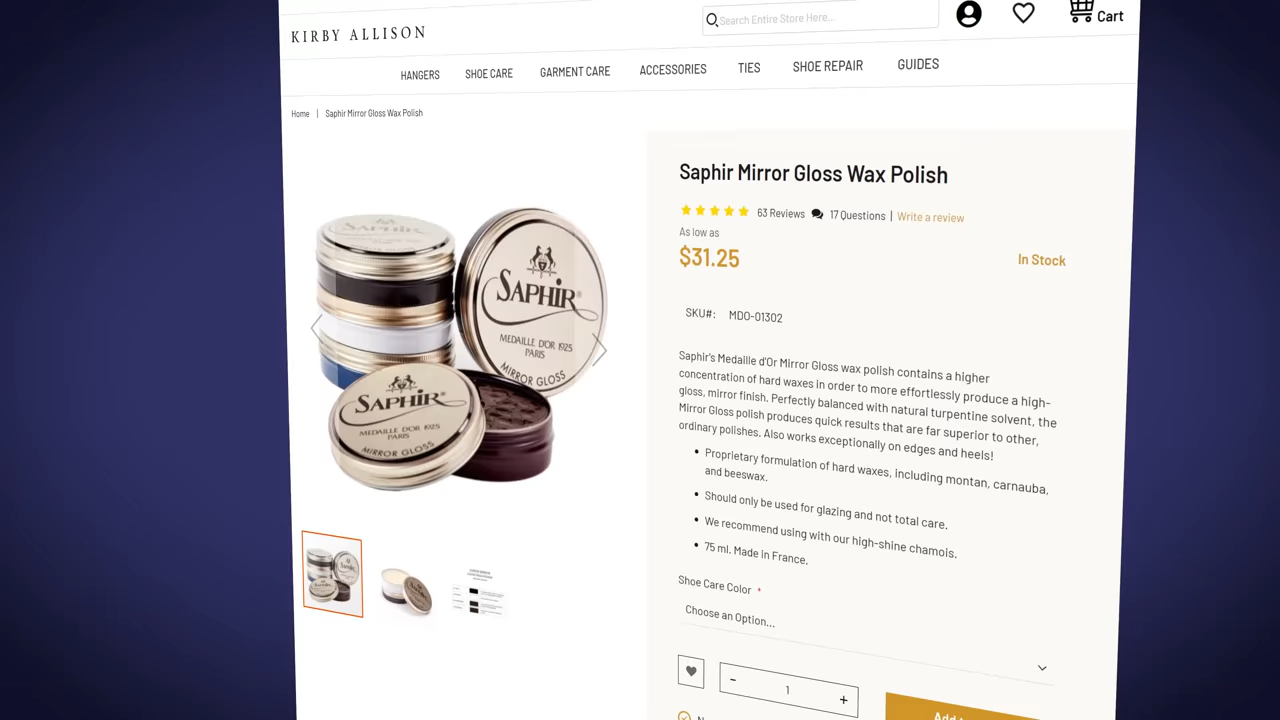 KIRBY ALLISON
Search Entire Store Here...
Cart
HANGERS
SHOE CARE
GARMENT CARE
ACCESSORIES
TIES
SHOE REPAIR
GUIDES
Home | Saphir Mirror Gloss Wax Polish
SAPHIR
SAPHIR®
MEDAILLE D'OR 1925
PARIS
MIRROR GLOSS
SAPHIR®
MEDAILLE D'OR 1925
PARIS
MIRROR GLOSS
Saphir Mirror Gloss Wax Polish
63 Reviews 17 Questions | Write a review
As low as
$31.25
In Stock
SKU#: MDO-01302
Saphir's Medaille d'Or Mirror Gloss wax polish contains a higher
concentration of hard waxes in order to more effortlessly produce a high-
gloss, mirror finish. Perfectly balanced with natural turpentine solvent, the
Mirror Gloss polish produces quick results that are far superior to other,
ordinary polishes. Also works exceptionally on edges and heels!
• Proprietary formulation of hard waxes, including montan, carnauba,
and beeswax.
• Should only be used for glazing and not total care.
• We recommend using with our high-shine chamois.
• 75 ml. Made in France.
Shoe Care Color *
Choose an Option...
- 1 +